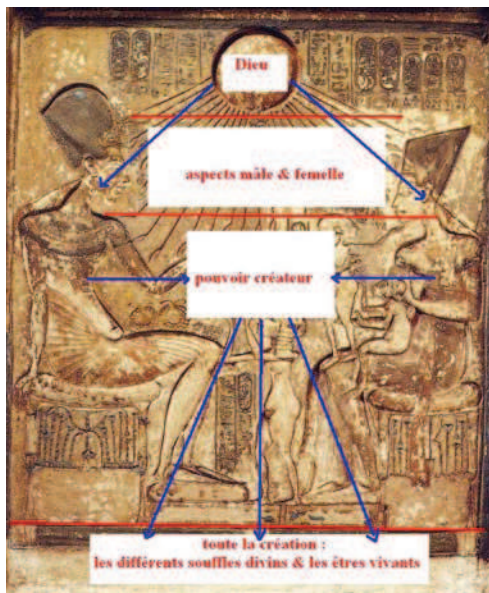 Dieu
aspects mâle & femelle
pouvoir créateur
toute la création :
les différents souffles divins & les êtres vivants